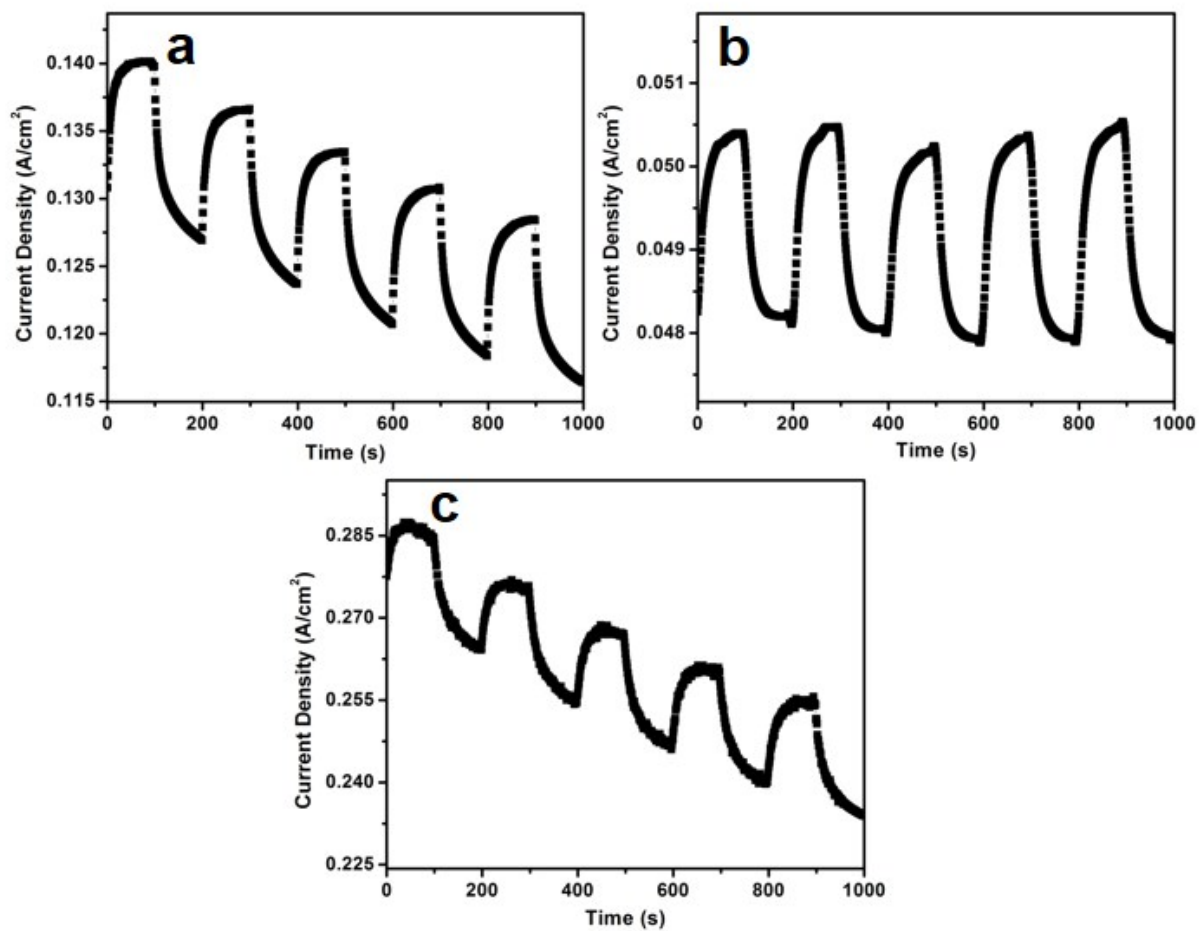 a
0.140
0.135
0.130
0.125
0.120
0.115
Current Density (A/cm²)
0 200 400 600 800 1000
Time (s)
b
0.051
0.050
0.049
0.048
Current Density (A/cm²)
0 200 400 600 800 1000
Time (s)
c
0.285
0.270
0.255
0.240
0.225
Current Density (A/cm²)
0 200 400 600 800 1000
Time (s)